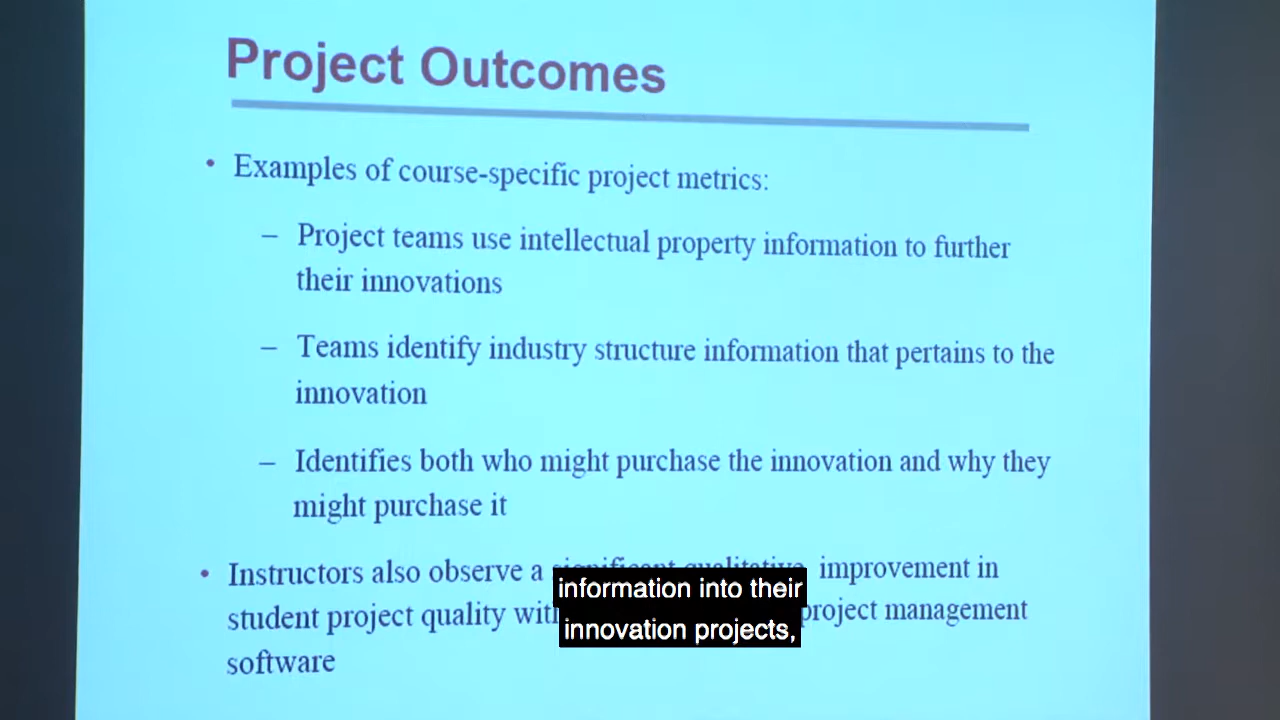 Project Outcomes
• Examples of course-specific project metrics:
– Project teams use intellectual property information to further
their innovations
– Teams identify industry structure information that pertains to the
innovation
– Identifies both who might purchase the innovation and why they
might purchase it
• Instructors also observe a significant qualitative improvement in
student project quality with project management
software
information into their
innovation projects,